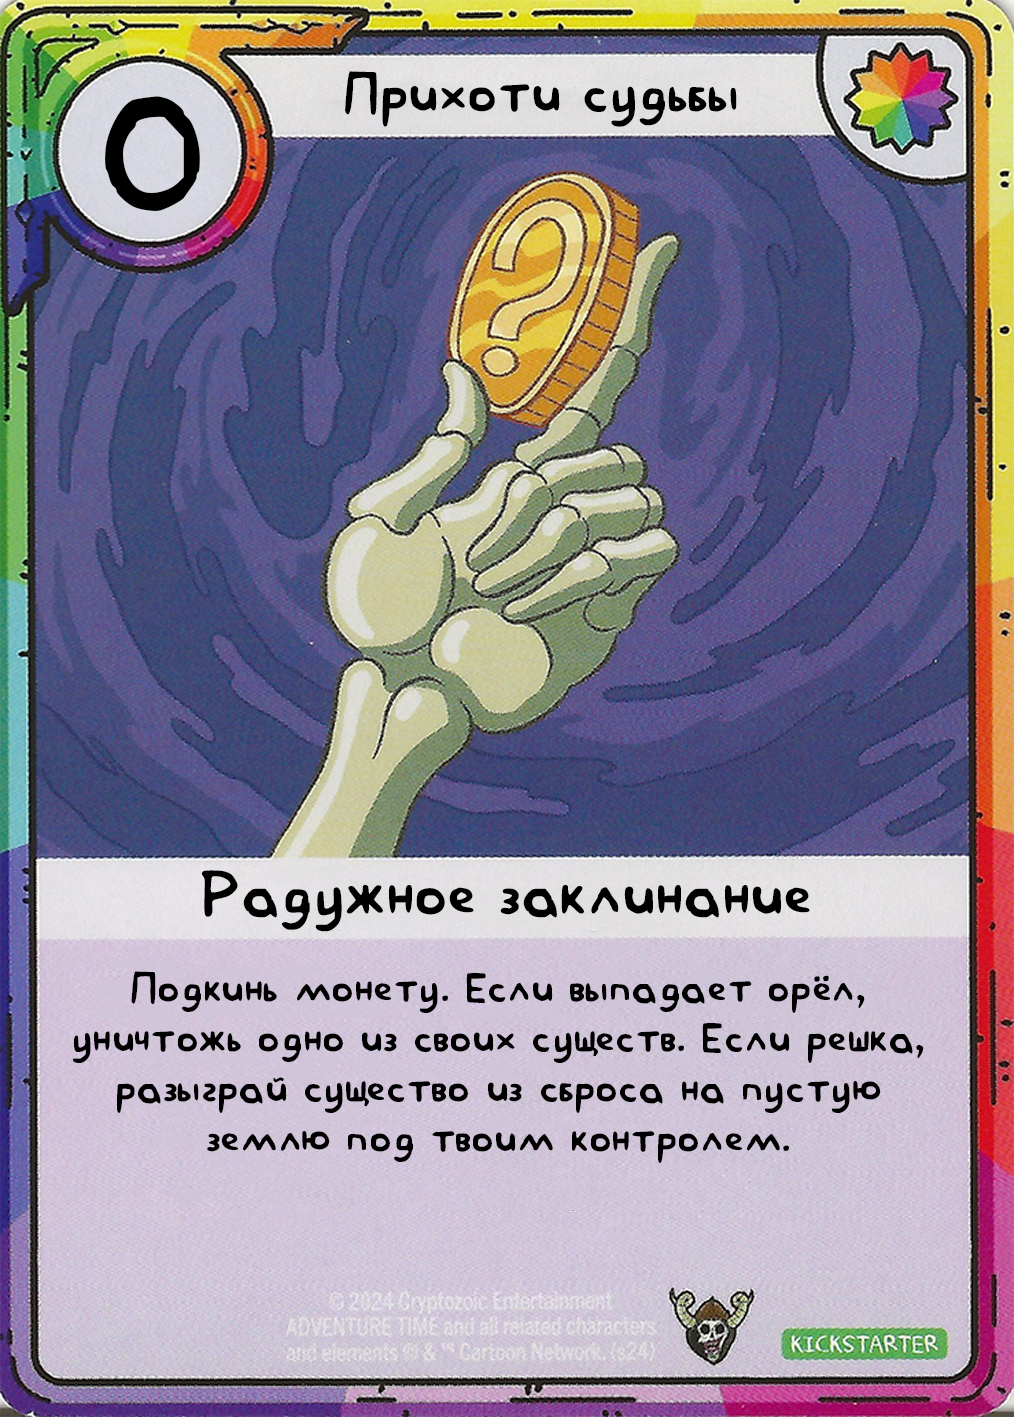 0
Прихоти судьбы
?
Радужное заклинание
Подкинь монету. Если выпадает орёл,
уничтожь одно из своих существ. Если решка,
разыграй существо из сброса на пустую
землю под твоим контролем.
© 2024 Cryptozoic Entertainment
ADVENTURE TIME and all related characters
and elements © & ™ Cartoon Network. (s24)
KICKSTARTER